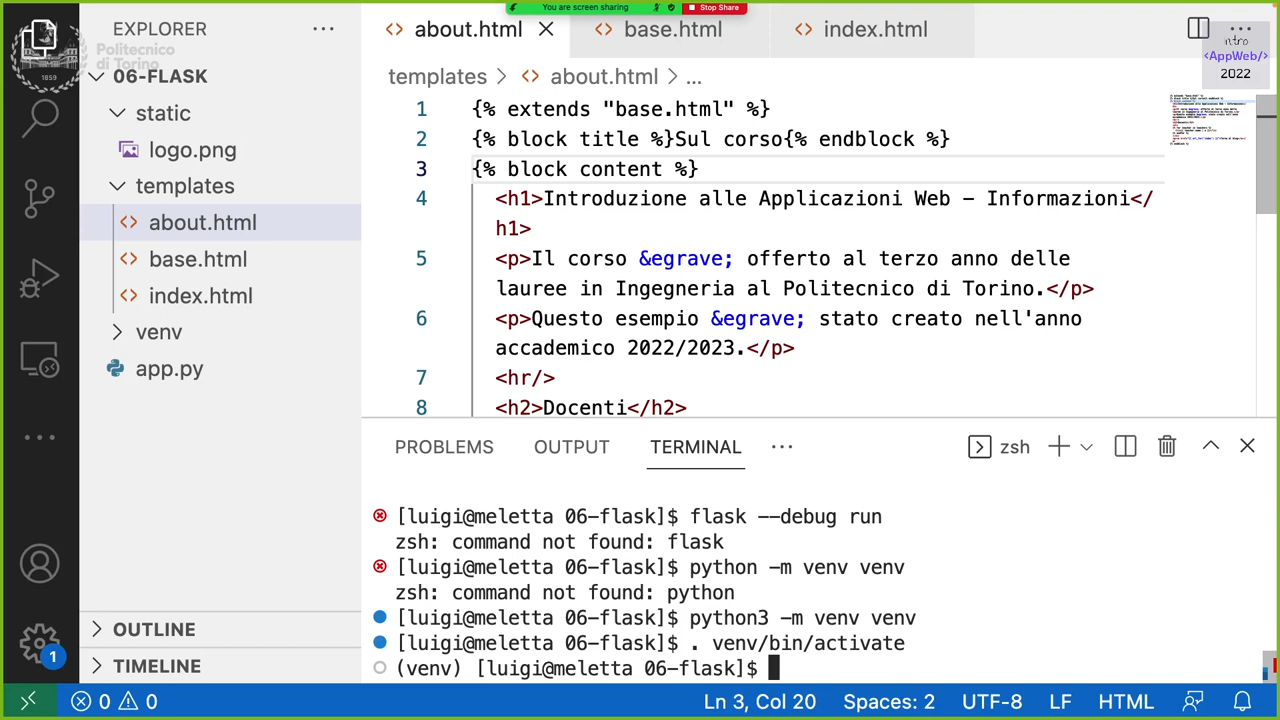 You are screen sharing
Stop Share
EXPLORER
about.html
base.html
index.html
Politecnico
di Torino
1859
intro
<AppWeb/>
2022
06-FLASK
static
logo.png
templates
about.html
base.html
index.html
venv
app.py
OUTLINE
TIMELINE
templates > about.html > ...
1 {% extends "base.html" %}
2 {% block title %}Sul corso{% endblock %}
3 {% block content %}
4 <h1>Introduzione alle Applicazioni Web - Informazioni</
h1>
5 <p>Il corso &egrave; offerto al terzo anno delle
lauree in Ingegneria al Politecnico di Torino.</p>
6 <p>Questo esempio &egrave; stato creato nell'anno
accademico 2022/2023.</p>
7 <hr/>
8 <h2>Docenti</h2>
PROBLEMS OUTPUT TERMINAL ...
zsh
[luigi@meletta 06-flask]$ flask --debug run
zsh: command not found: flask
[luigi@meletta 06-flask]$ python -m venv venv
zsh: command not found: python
[luigi@meletta 06-flask]$ python3 -m venv venv
[luigi@meletta 06-flask]$ . venv/bin/activate
(venv) [luigi@meletta 06-flask]$
1
0 0
Ln 3, Col 20 Spaces: 2 UTF-8 LF HTML